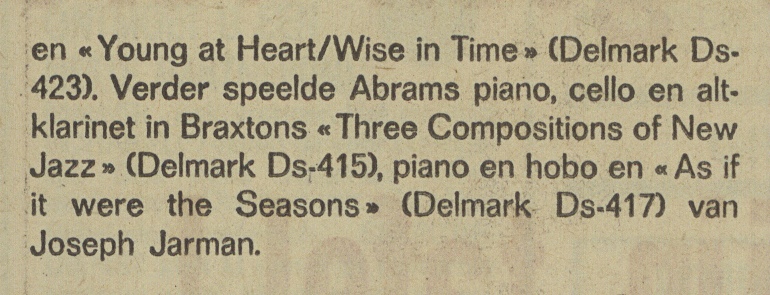 en «Young at Heart/Wise in Time» (Delmark Ds-
423). Verder speelde Abrams piano, cello en alt-
klarinet in Braxtons «Three Compositions of New
Jazz» (Delmark Ds-415), piano en hobo en «As if
it were the Seasons» (Delmark Ds-417) van
Joseph Jarman.